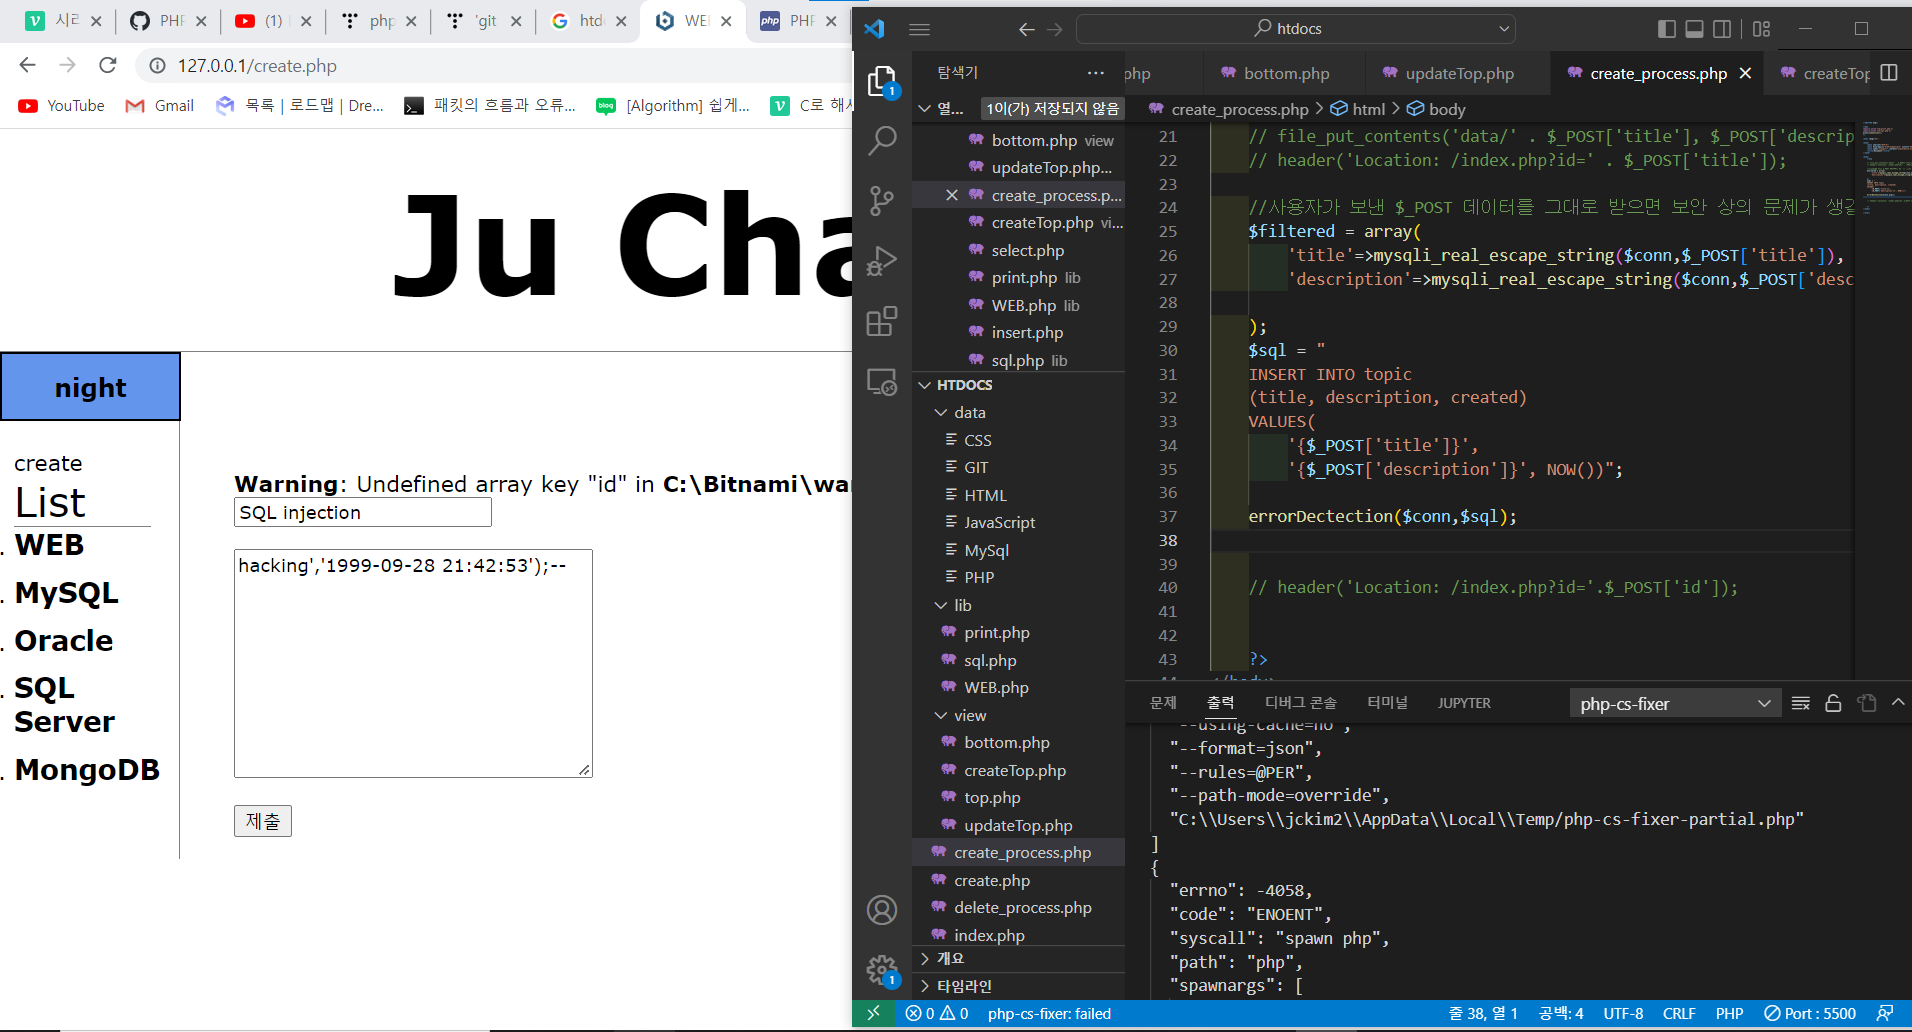 시리
PHP
(1)
php
'git
htdo
WEB
PHP
127.0.0.1/create.php
YouTube
Gmail
목록 | 로드맵 | Dre...
패킷의 흐름과 오류...
[Algorithm] 쉽게...
C로 해시
Ju Cha
night
create
List
WEB
MySQL
Oracle
SQL
Server
MongoDB
Warning: Undefined array key "id" in C:\Bitnami\wa
SQL injection
hacking','1999-09-28 21:42:53');--
제출
htdocs
탐색기
열... 1이(가) 저장되지 않음
bottom.php view
updateTop.php...
create_process.p...
createTop.php vi...
select.php
print.php lib
WEB.php lib
insert.php
sql.php lib
HTDOCS
data
CSS
GIT
HTML
JavaScript
MySql
PHP
lib
print.php
sql.php
WEB.php
view
bottom.php
createTop.php
top.php
updateTop.php
create_process.php
create.php
delete_process.php
index.php
개요
타임라인
php
bottom.php
updateTop.php
create_process.php
createTop
create_process.php > html > body
21 // file_put_contents('data/' . $_POST['title'], $_POST['descrip
22 // header('Location: /index.php?id=' . $_POST['title']);
23
24 //사용자가 보낸 $_POST 데이터를 그대로 받으면 보안 상의 문제가 생길
25 $filtered = array(
26 'title'=>mysqli_real_escape_string($conn,$_POST['title']),
27 'description'=>mysqli_real_escape_string($conn,$_POST['desc
28
29 );
30 $sql = "
31 INSERT INTO topic
32 (title, description, created)
33 VALUES(
34 '{$_POST['title']}',
35 '{$_POST['description']}', NOW())";
36
37 errorDectection($conn,$sql);
38
39
40 // header('Location: /index.php?id='.$_POST['id']);
41
42
43 ?>
44 </body>
문제 출력 디버그 콘솔 터미널 JUPYTER
php-cs-fixer
"--using-cache=no",
"--format=json",
"--rules=@PER",
"--path-mode=override",
"C:\\Users\\jckim2\\AppData\\Local\\Temp/php-cs-fixer-partial.php"
]
{
"errno": -4058,
"code": "ENOENT",
"syscall": "spawn php",
"path": "php",
"spawnargs": [
0 0 php-cs-fixer: failed
줄 38, 열 1 공백: 4 UTF-8 CRLF PHP Port : 5500